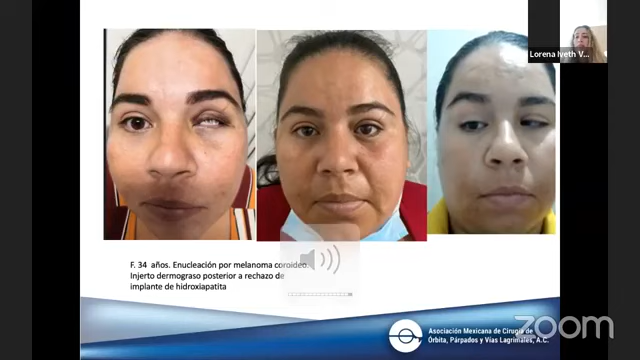 Lorena Iveth V...
F. 34 años. Enucleación por melanoma coroideo.
Injerto dermograso posterior a rechazo de
implante de hidroxiapatita
Asociación Mexicana de Cirugía de
Órbita, Párpados y Vías Lagrimales, A.C.
zoom